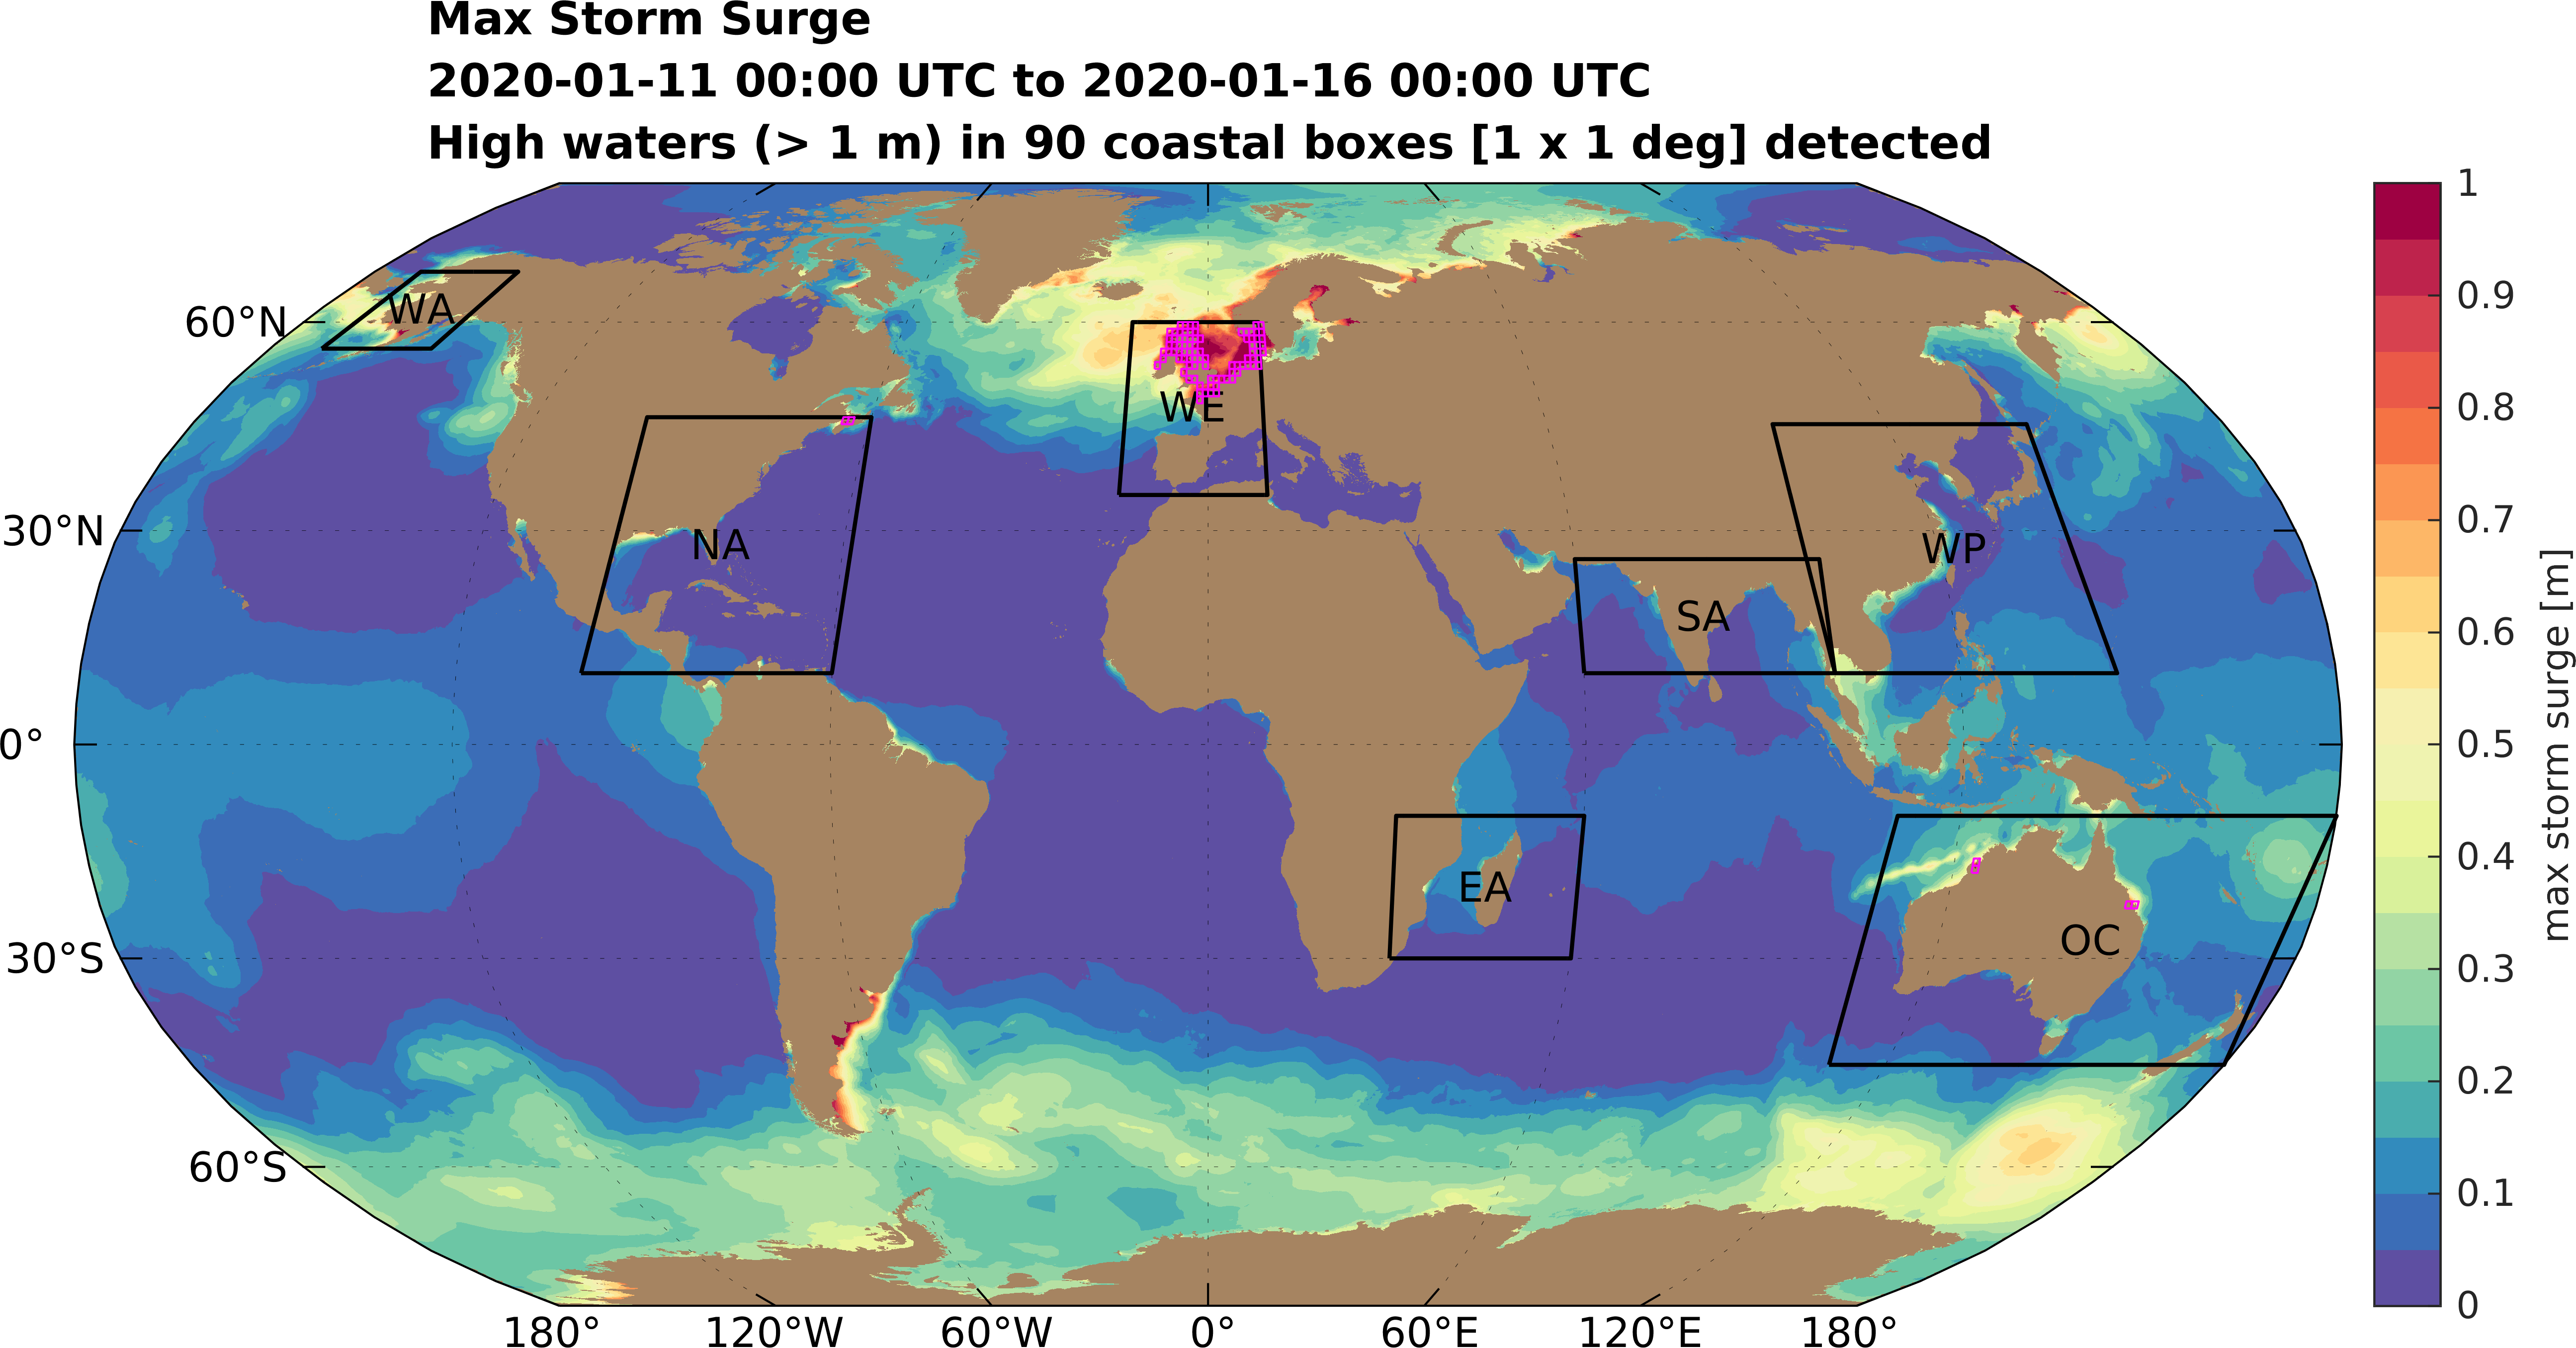 Max Storm Surge
2020-01-11 00:00 UTC to 2020-01-16 00:00 UTC
High waters (> 1 m) in 90 coastal boxes [1 x 1 deg] detected
60°N
30°N
0°
30°S
60°S
WA
NA
WE
SA
WP
EA
OC
180°
120°W
60°W
0°
60°E
120°E
180°
1
0.9
0.8
0.7
0.6
0.5
0.4
0.3
0.2
0.1
0
max storm surge [m]